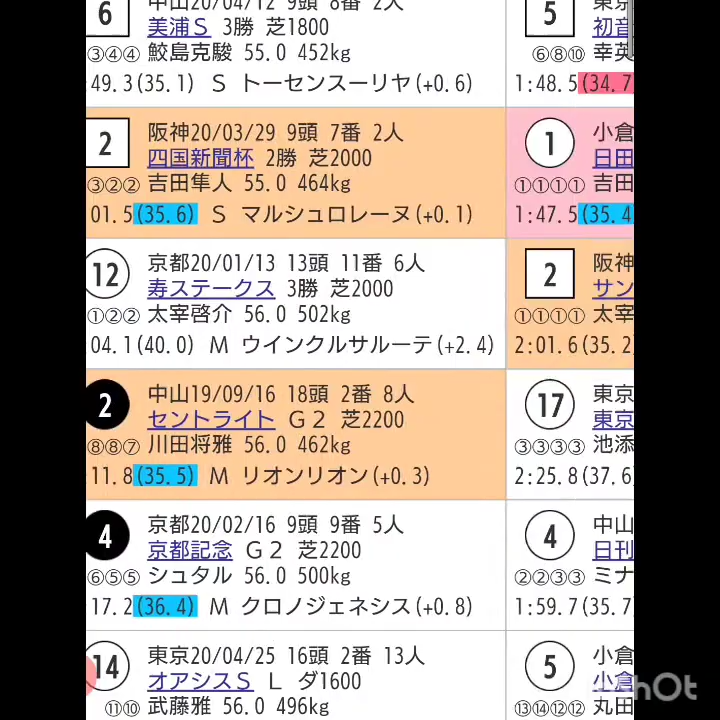 6 中山20/04/12 9頭 8番 2人
美浦Ｓ 3勝 芝1800
③④④ 鮫島克駿 55.0 452kg
49.3(35.1) S トーセンスーリヤ(+0.6)
5
初音
⑥⑧⑩ 幸英
1:48.5(34.7
2 阪神20/03/29 9頭 7番 2人
四国新聞杯 2勝 芝2000
③②② 吉田隼人 55.0 464kg
01.5(35.6) S マルシュロレーヌ(+0.1)
1 小倉
日田
①①①① 吉田
1:47.5(35.4
12 京都20/01/13 13頭 11番 6人
寿ステークス 3勝 芝2000
①②② 太宰啓介 56.0 502kg
04.1(40.0) M ウインクルサルーテ(+2.4)
2 阪神
サン
①①①① 太宰
2:01.6(35.2
2 中山19/09/16 18頭 2番 8人
セントライト Ｇ２ 芝2200
⑧⑧⑦ 川田将雅 56.0 462kg
11.8(35.5) M リオンリオン(+0.3)
17 東京
東京
③③③③ 池添
2:25.8(37.6
4 京都20/02/16 9頭 9番 5人
京都記念 Ｇ２ 芝2200
⑥⑤⑤ シュタル 56.0 500kg
17.2(36.4) M クロノジェネシス(+0.8)
4 中山
日刊
②②③③ ミナ
1:59.7(35.7
14 東京20/04/25 16頭 2番 13人
オアシスＳ Ｌ ダ1600
⑪⑩ 武藤雅 56.0 496kg
5 小倉
小倉
⑬⑭⑫⑫ 丸田